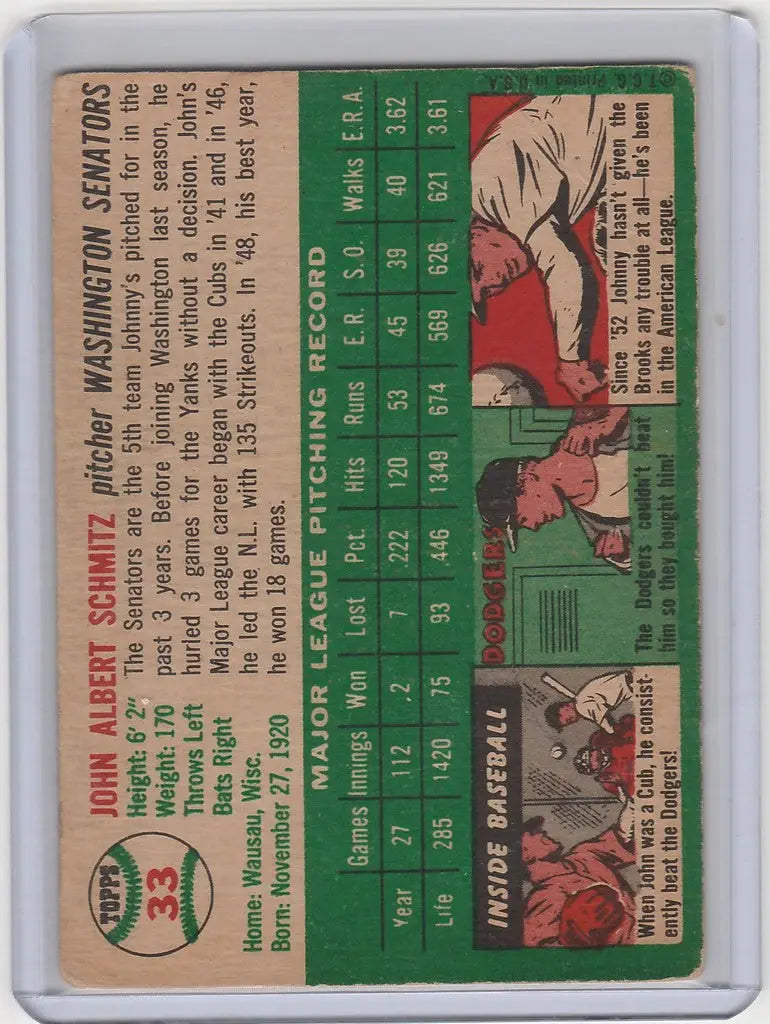 TOPPS
33
JOHN ALBERT SCHMITZ pitcher WASHINGTON SENATORS
Height: 6' 2"
Weight: 170
Throws Left
Bats Right
Home: Wausau, Wisc.
Born: November 27, 1920
The Senators are the 5th team Johnny's pitched for in the
past 3 years. Before joining Washington last season, he
hurled 3 games for the Yanks without a decision. John's
Major League career began with the Cubs in '41 and in '46,
he led the N.L. with 135 Strikeouts. In '48, his best year,
he won 18 games.
MAJOR LEAGUE PITCHING RECORD
Games Innings Won Lost Pct. Hits Runs E.R. S.O. Walks E.R.A.
Year 27 112 .2 7 .222 120 53 45 39 40 3.62
Life 285 1420 75 93 .446 1349 674 569 626 621 3.61
INSIDE BASEBALL
When John was a Cub, he consist-
ently beat the Dodgers!
DODGERS
The Dodgers couldn't beat
him so they bought him!
Since '52 Johnny hasn't given the
Brooks any trouble at all—he's been
in the American League.
©T.C.G. Printed in U.S.A.